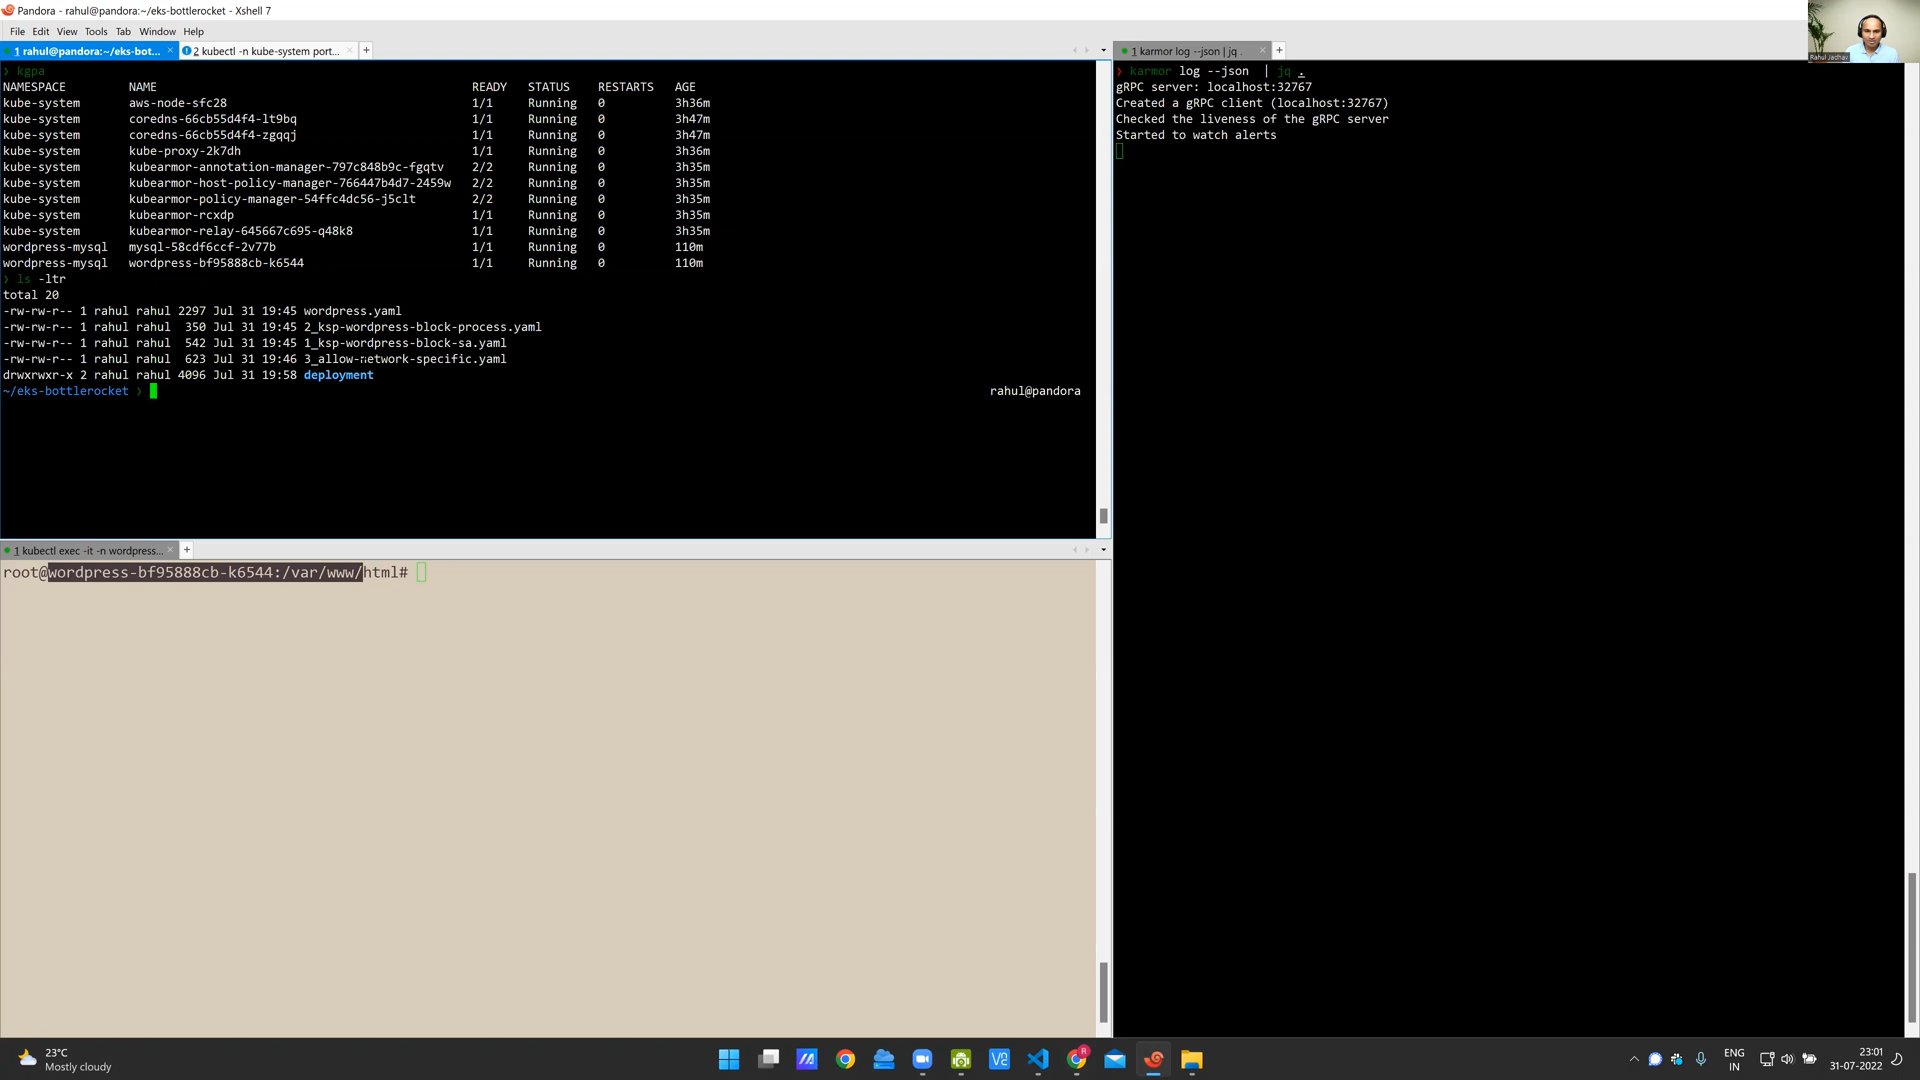 Pandora - rahul@pandora:~/eks-bottlerocket - Xshell 7
File Edit View Tools Tab Window Help
1 rahul@pandora:~/eks-bot... × 2 kubectl -n kube-system port... × +
› kgpa
NAMESPACE NAME READY STATUS RESTARTS AGE
kube-system aws-node-sfc28 1/1 Running 0 3h36m
kube-system coredns-66cb55d4f4-lt9bq 1/1 Running 0 3h47m
kube-system coredns-66cb55d4f4-zgqqj 1/1 Running 0 3h47m
kube-system kube-proxy-2k7dh 1/1 Running 0 3h36m
kube-system kubearmor-annotation-manager-797c848b9c-fgqtv 2/2 Running 0 3h35m
kube-system kubearmor-host-policy-manager-766447b4d7-2459w 2/2 Running 0 3h35m
kube-system kubearmor-policy-manager-54ffc4dc56-j5clt 2/2 Running 0 3h35m
kube-system kubearmor-rcxdp 1/1 Running 0 3h35m
kube-system kubearmor-relay-645667c695-q48k8 1/1 Running 0 3h35m
wordpress-mysql mysql-58cdf6ccf-2v77b 1/1 Running 0 110m
wordpress-mysql wordpress-bf95888cb-k6544 1/1 Running 0 110m
› ls -ltr
total 20
-rw-rw-r-- 1 rahul rahul 2297 Jul 31 19:45 wordpress.yaml
-rw-rw-r-- 1 rahul rahul 350 Jul 31 19:45 2_ksp-wordpress-block-process.yaml
-rw-rw-r-- 1 rahul rahul 542 Jul 31 19:45 1_ksp-wordpress-block-sa.yaml
-rw-rw-r-- 1 rahul rahul 623 Jul 31 19:46 3_allow-network-specific.yaml
drwxrwxr-x 2 rahul rahul 4096 Jul 31 19:58 deployment
~/eks-bottlerocket › rahul@pandora
1 kubectl exec -it -n wordpress... × +
root@wordpress-bf95888cb-k6544:/var/www/html#
1 karmor log --json | jq . × +
› karmor log --json | jq .
gRPC server: localhost:32767
Created a gRPC client (localhost:32767)
Checked the liveness of the gRPC server
Started to watch alerts
Rahul Jadhav
23°C
Mostly cloudy
ENG
IN
23:01
31-07-2022